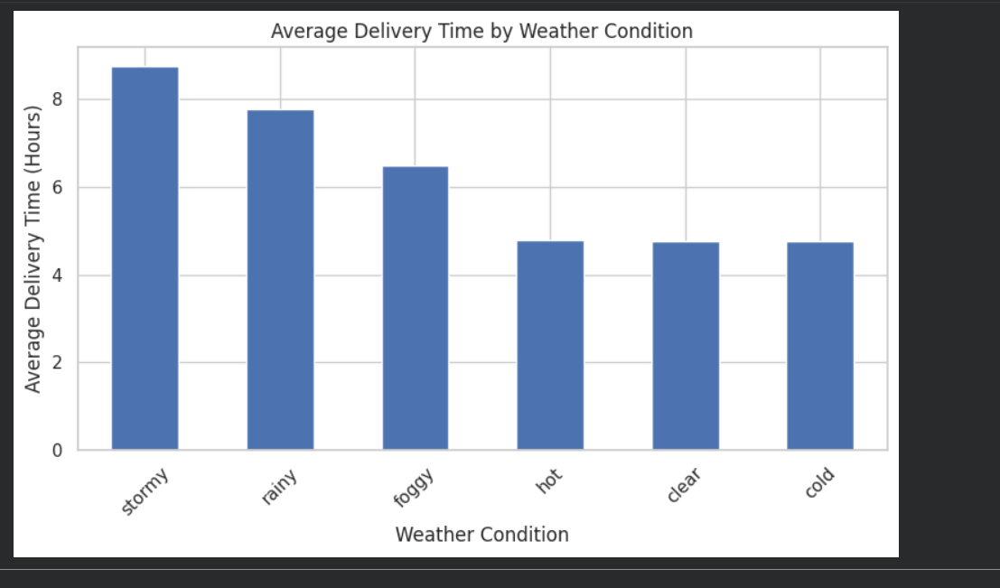 Average Delivery Time by Weather Condition
Average Delivery Time (Hours)
8
6
4
2
0
stormy
rainy
foggy
hot
clear
cold
Weather Condition